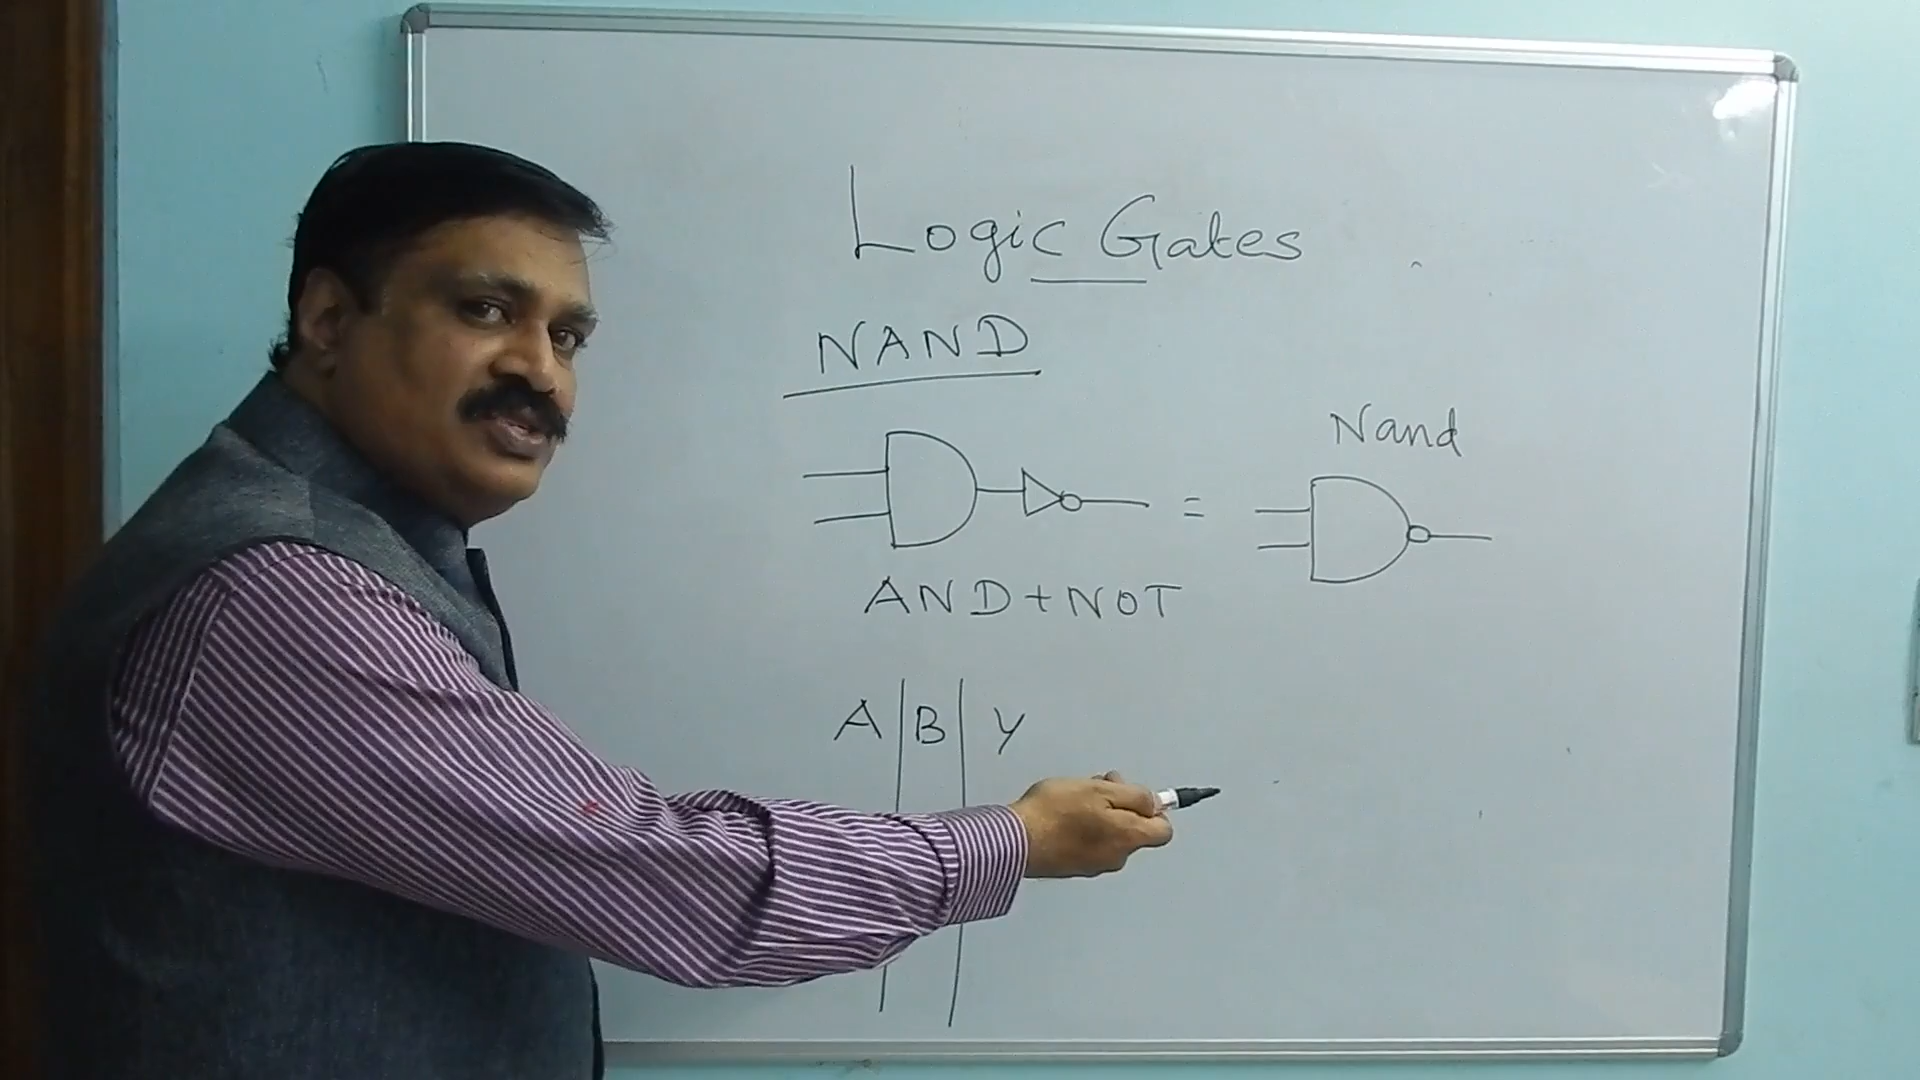 Logic Gates
NAND
Nand
=
AND+NOT
A B Y